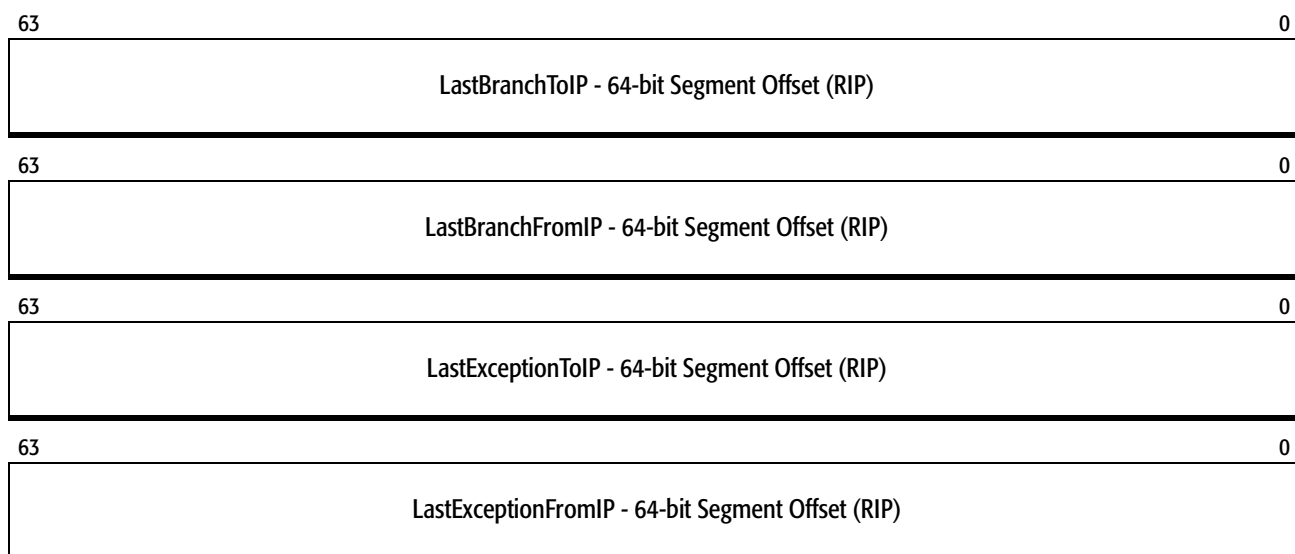 63 0
LastBranchToIP - 64-bit Segment Offset (RIP)
63 0
LastBranchFromIP - 64-bit Segment Offset (RIP)
63 0
LastExceptionToIP - 64-bit Segment Offset (RIP)
63 0
LastExceptionFromIP - 64-bit Segment Offset (RIP)